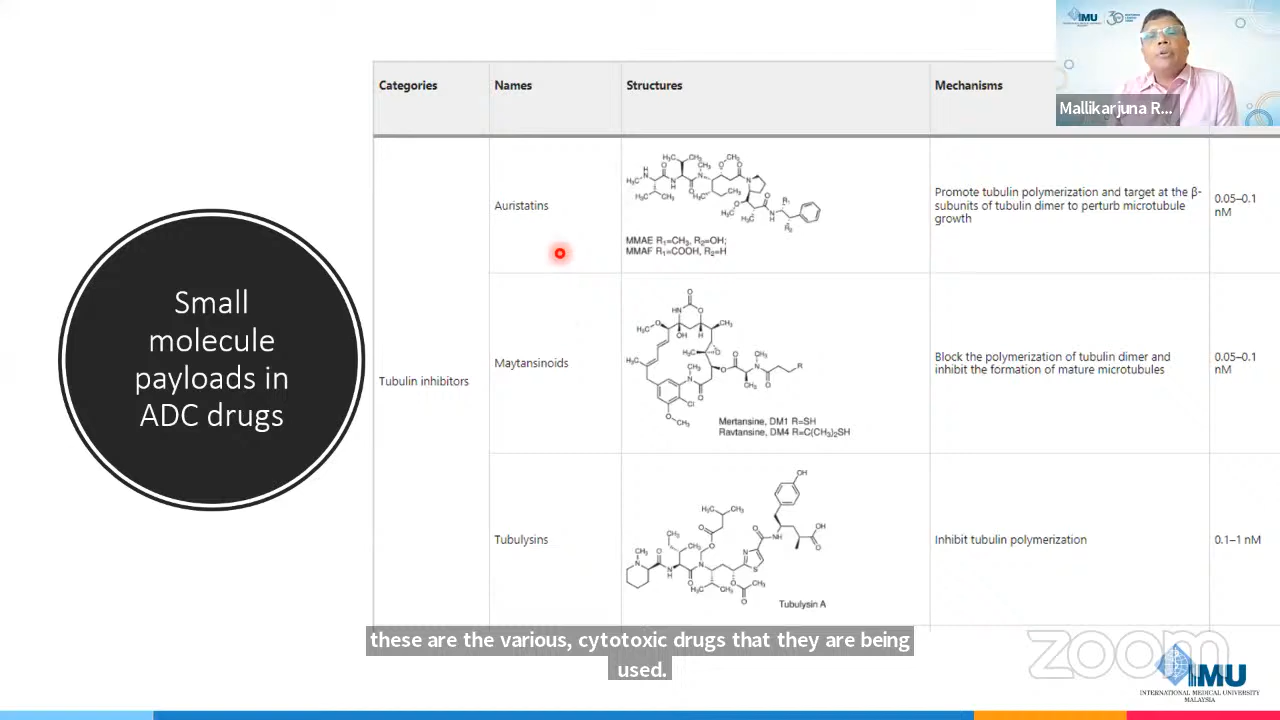 IMU
Mallikarjuna R...
Categories
Names
Structures
Mechanisms
Small
molecule
payloads in
ADC drugs
Tubulin inhibitors
Auristatins
MMAE R₁=CH₃, R₂=OH;
MMAF R₁=COOH, R₂=H
Promote tubulin polymerization and target at the β-
subunits of tubulin dimer to perturb microtubule
growth
0.05–0.1
nM
Maytansinoids
Mertansine, DM1 R=SH
Ravtansine, DM4 R=C(CH₃)₂SH
Block the polymerization of tubulin dimer and
inhibit the formation of mature microtubules
0.05–0.1
nM
Tubulysins
Tubulysin A
Inhibit tubulin polymerization
0.1–1 nM
these are the various, cytotoxic drugs that they are being
used.
zoom
IMU
INTERNATIONAL MEDICAL UNIVERSITY
MALAYSIA